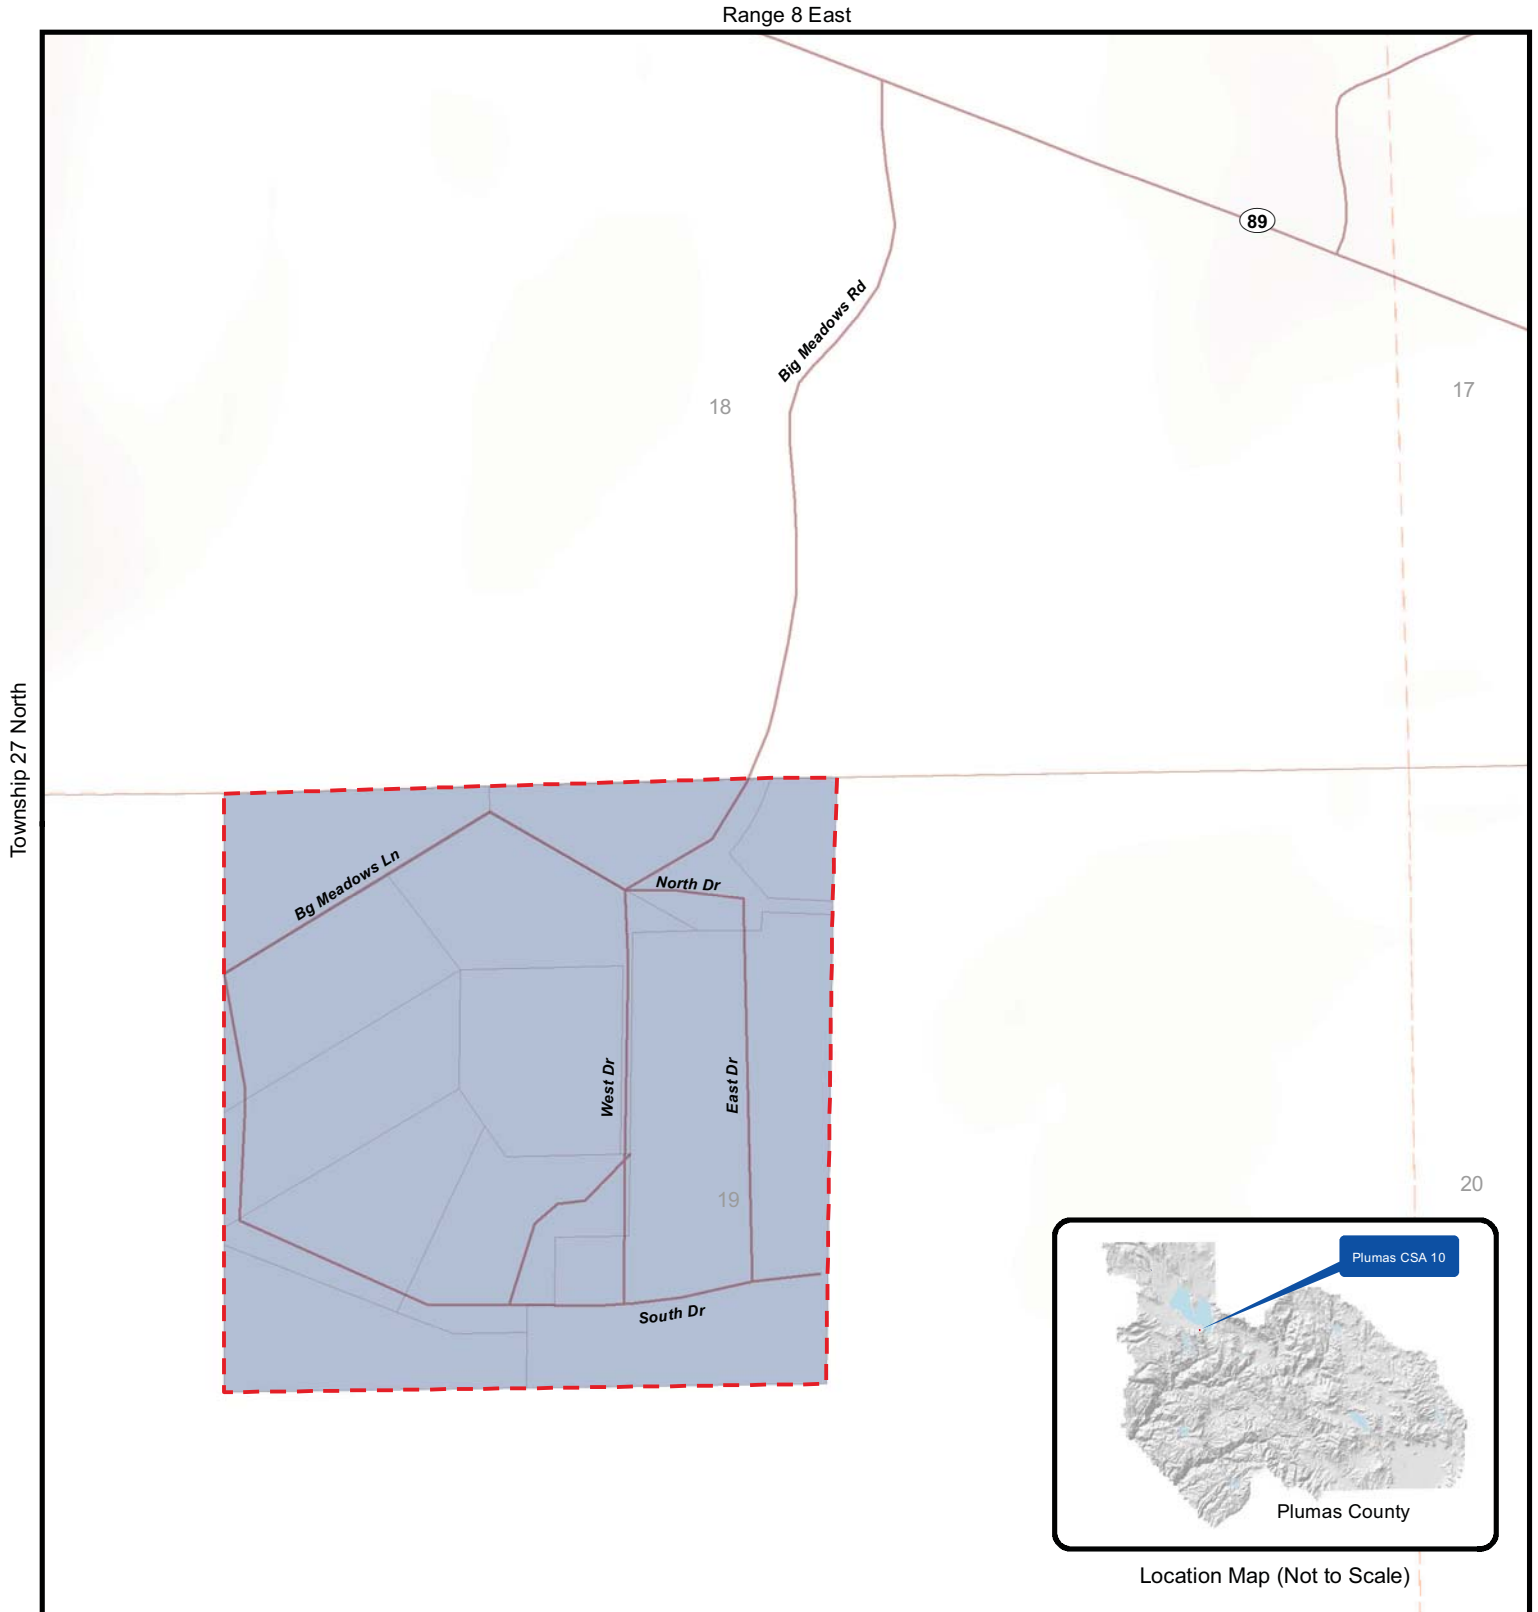 Range 8 East
89
Big Meadows Rd
17
18
Township 27 North
Bg Meadows Ln
North Dr
West Dr
East Dr
19
20
South Dr
Plumas CSA 10
Plumas County
Location Map (Not to Scale)